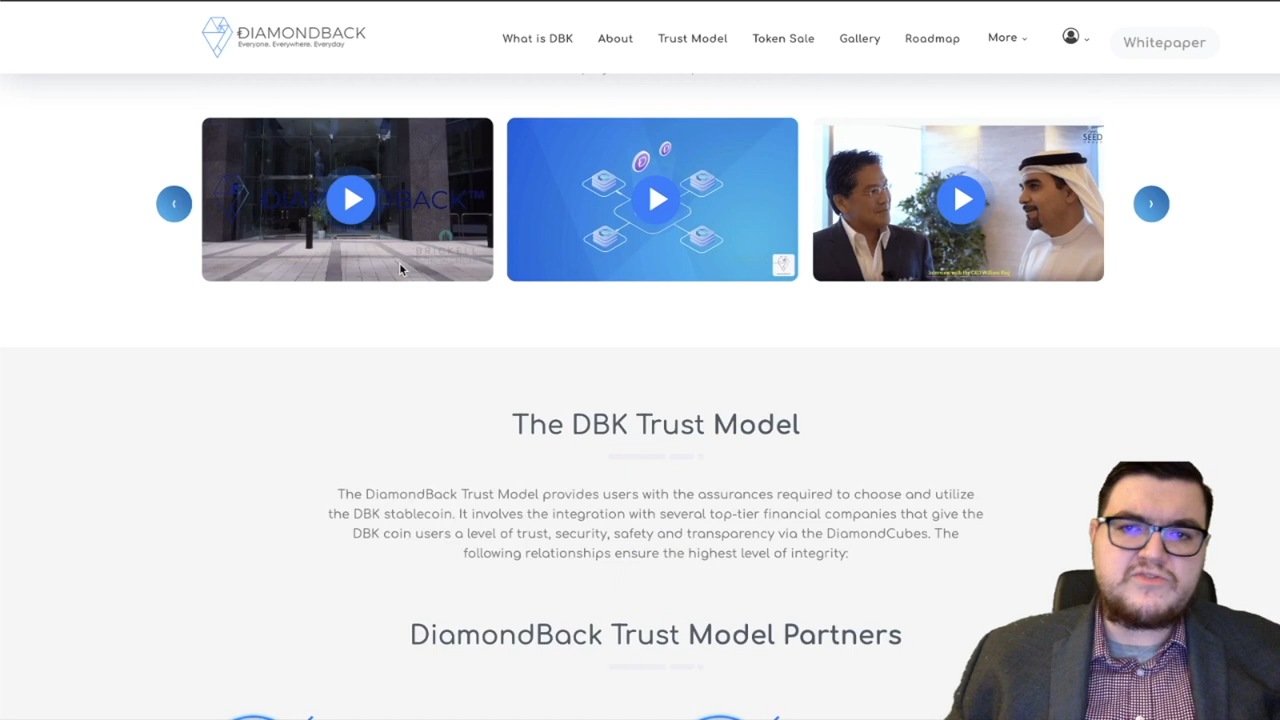 DIAMONDBACK
Everyone, Everywhere, Everyday
What is DBK
About
Trust Model
Token Sale
Gallery
Roadmap
More
Whitepaper
BRICKELL
SEED
The DBK Trust Model
The DiamondBack Trust Model provides users with the assurances required to choose and utilize
the DBK stablecoin. It involves the integration with several top-tier financial companies that give the
DBK coin users a level of trust, security, safety and transparency via the DiamondCubes. The
following relationships ensure the highest level of integrity:
DiamondBack Trust Model Partners